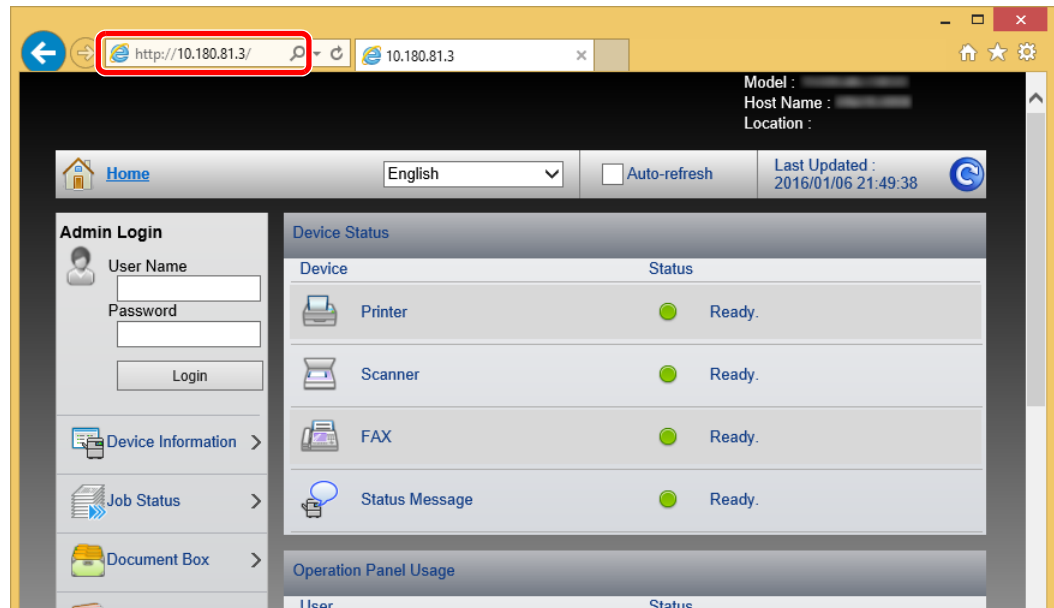 http://10.180.81.3/
10.180.81.3
Model :
Host Name :
Location :
Home
English
Auto-refresh
Last Updated :
2016/01/06 21:49:38
Admin Login
User Name
Password
Login
Device Information
Job Status
Document Box
Device Status
Device Status
Printer Ready.
Scanner Ready.
FAX Ready.
Status Message Ready.
Operation Panel Usage
User Status